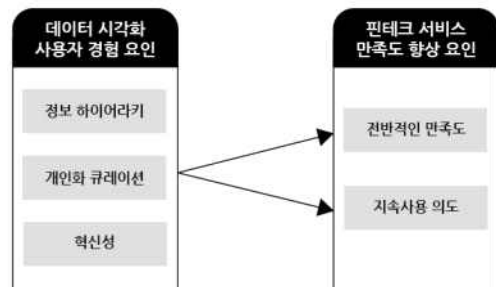 데이터 시각화
사용자 경험 요인
정보 하이어라키
개인화 큐레이션
혁신성
핀테크 서비스
만족도 향상 요인
전반적인 만족도
지속사용 의도